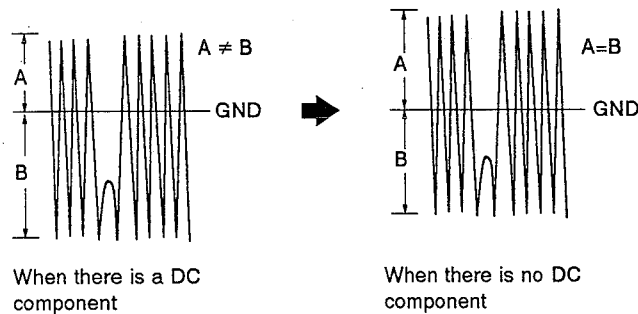 A
A ≠ B
GND
B
When there is a DC
component
A
A=B
GND
B
When there is no DC
component